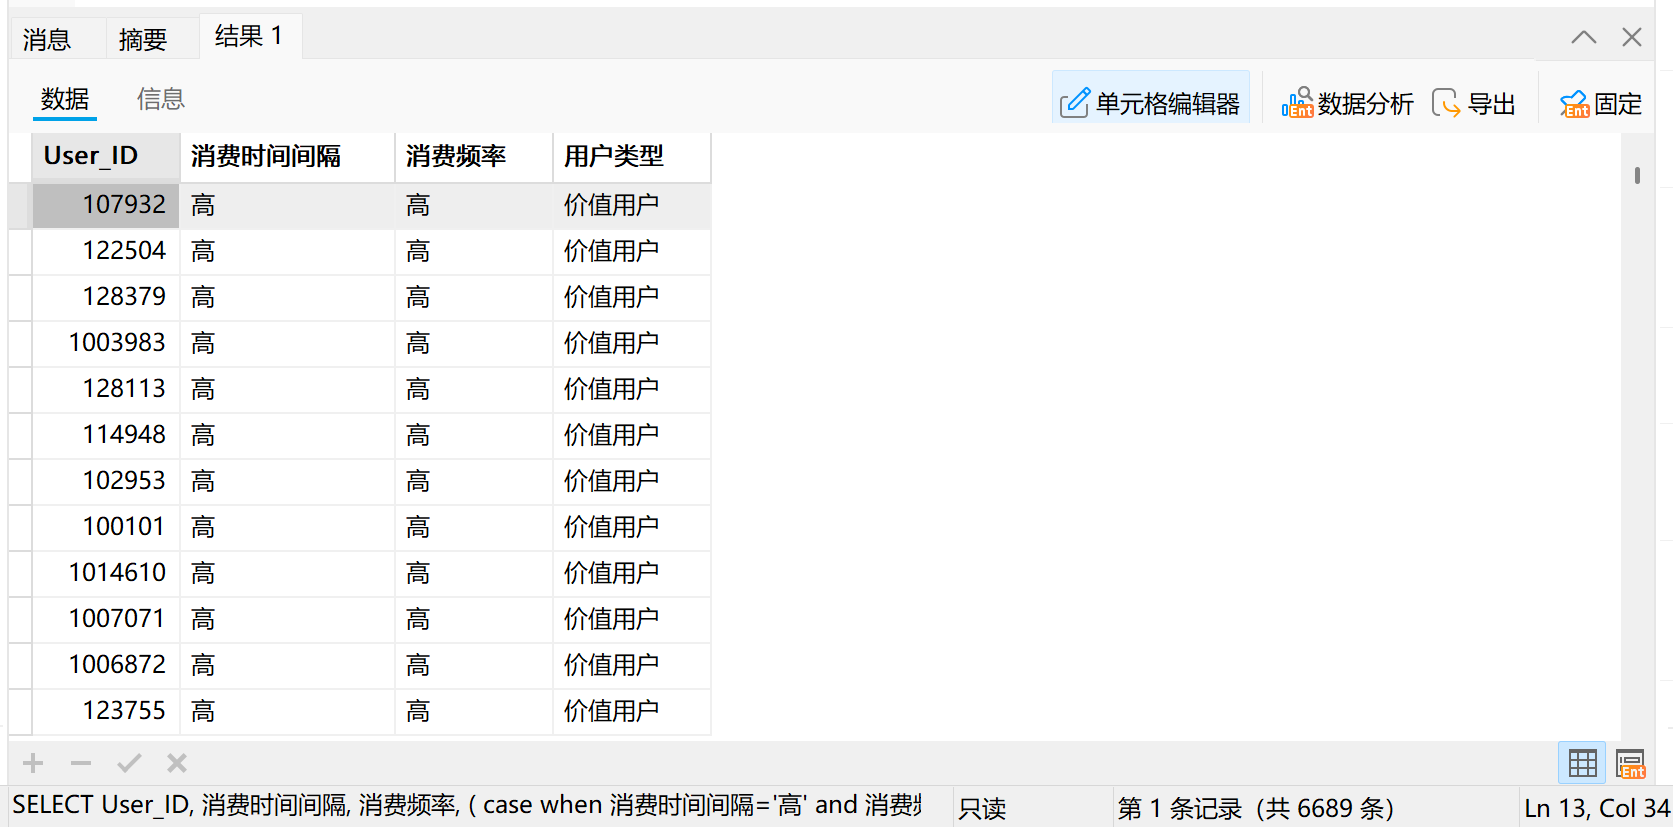 消息 摘要 结果 1
数据 信息 单元格编辑器 Ent 数据分析 导出 Ent 固定
User_ID 消费时间间隔 消费频率 用户类型
107932 高 高 价值用户
122504 高 高 价值用户
128379 高 高 价值用户
1003983 高 高 价值用户
128113 高 高 价值用户
114948 高 高 价值用户
102953 高 高 价值用户
100101 高 高 价值用户
1014610 高 高 价值用户
1007071 高 高 价值用户
1006872 高 高 价值用户
123755 高 高 价值用户
Ent
SELECT User_ID, 消费时间间隔, 消费频率, ( case when 消费时间间隔='高' and 消费 只读 第 1 条记录 (共 6689 条) Ln 13, Col 34